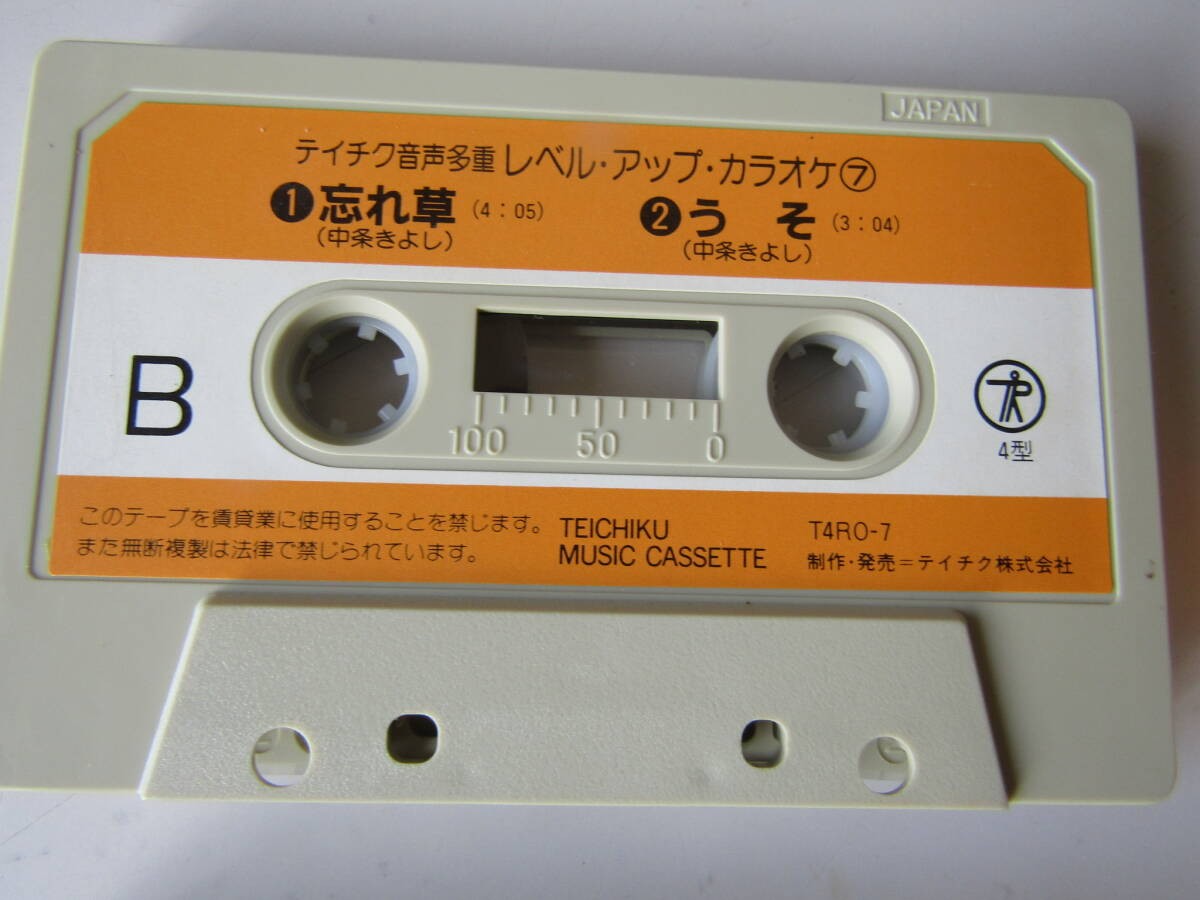 JAPAN
テイチク音声多重 レベル・アップ・カラオケ⑦
❶忘れ草 (4:05) ❷うそ (3:04)
(中条きよし) (中条きよし)
B
100 50 0
4型
このテープを賃貸業に使用することを禁じます。
また無断複製は法律で禁じられています。
TEICHIKU
MUSIC CASSETTE
T4RO-7
制作・発売=テイチク株式会社